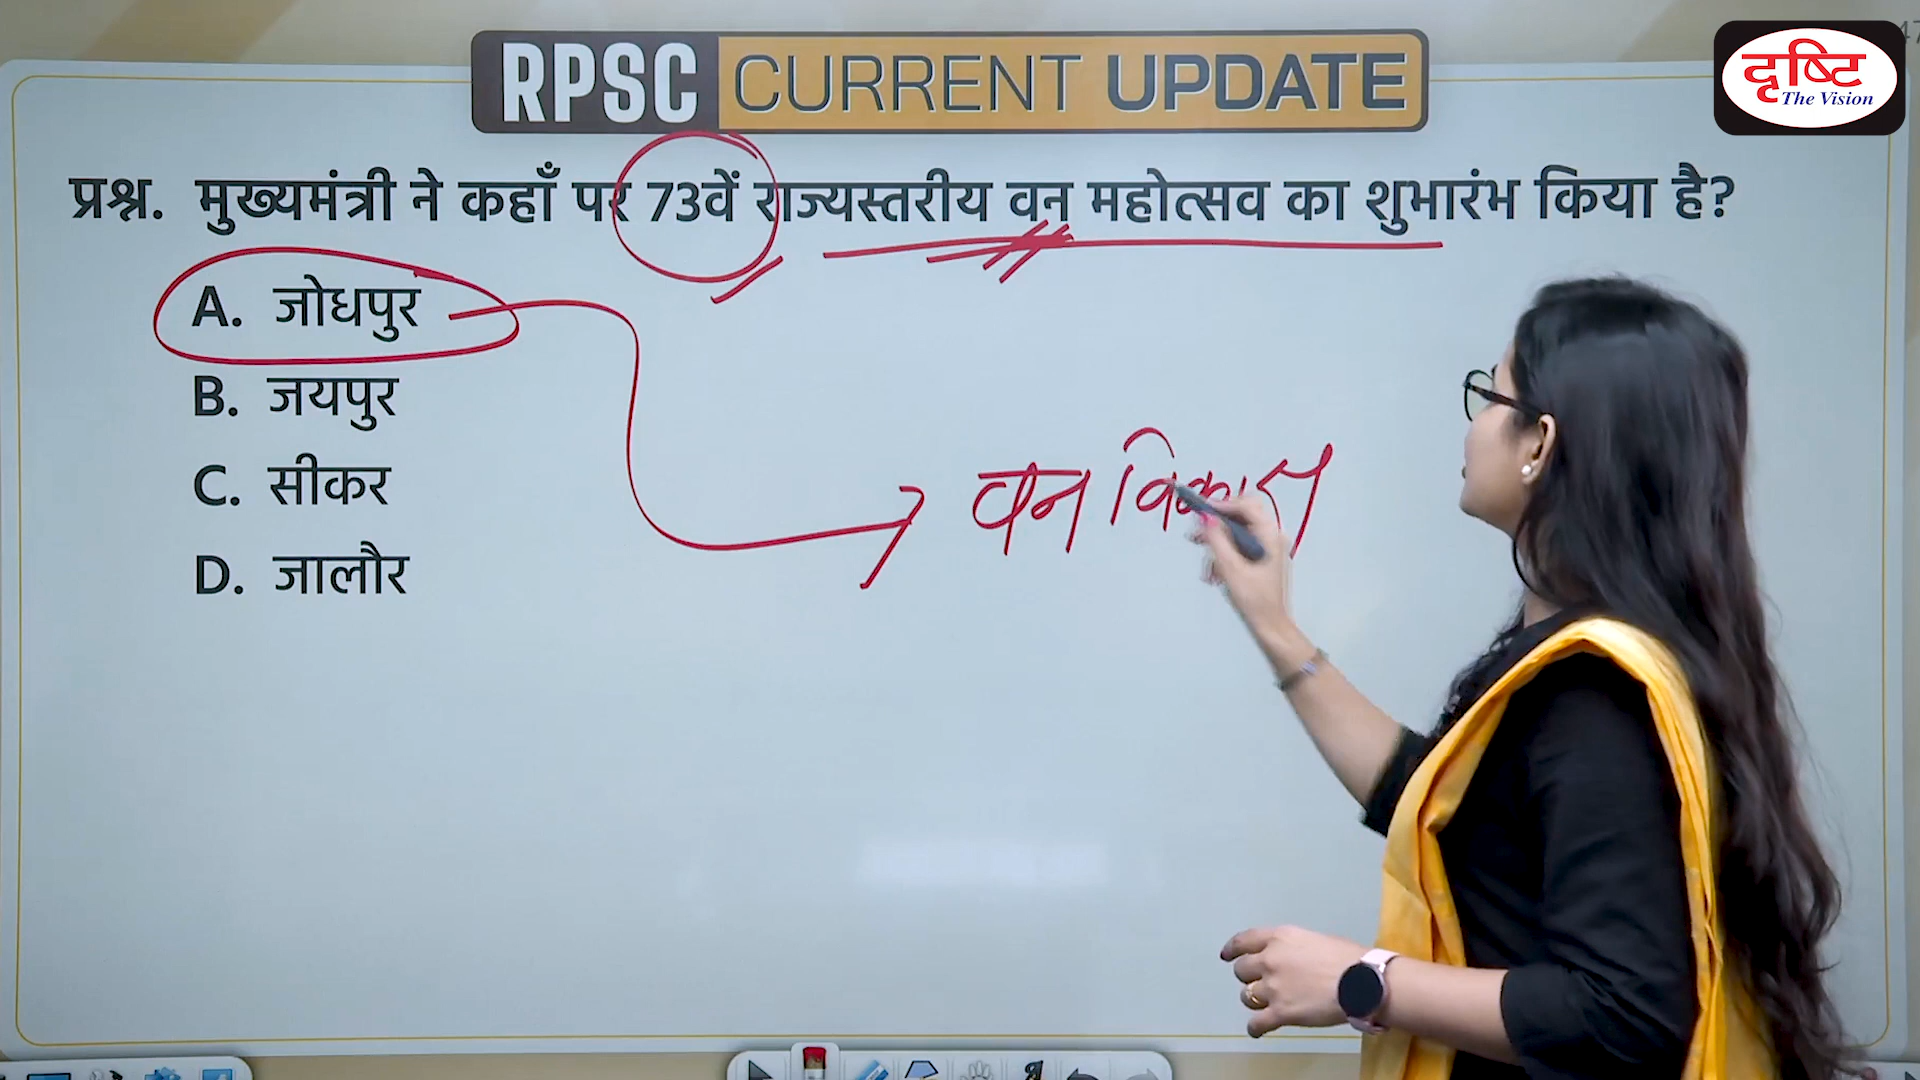 RPSC CURRENT UPDATE
दृष्टि
The Vision
प्रश्न. मुख्यमंत्री ने कहाँ पर 73वें राज्यस्तरीय वन महोत्सव का शुभारंभ किया है?
A. जोधपुर
B. जयपुर
C. सीकर
D. जालौर
वन विकास